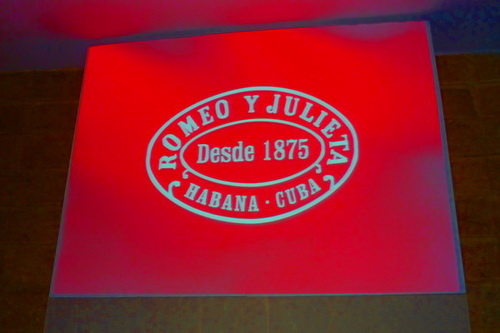 ROMEO Y JULIETA
Desde 1875
HABANA · CUBA